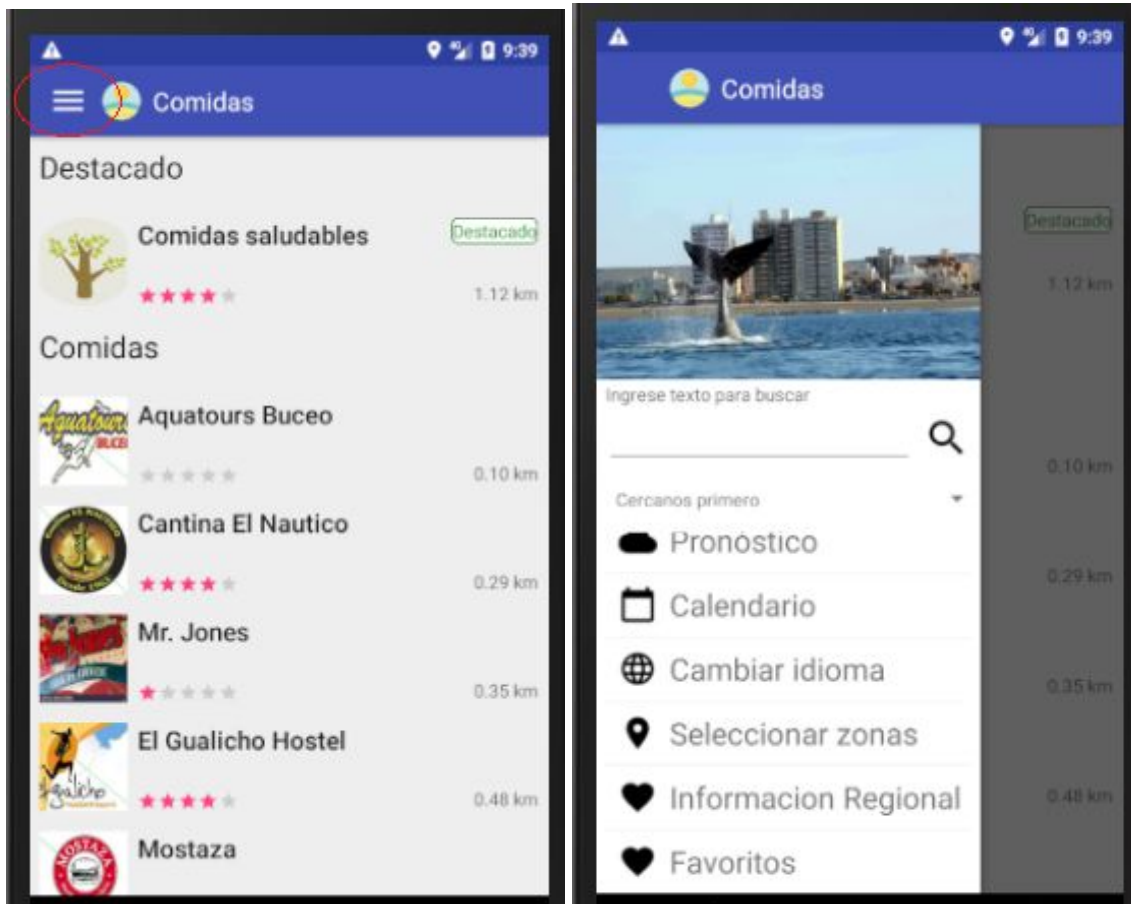 9:39
Comidas
Destacado
Comidas saludables
Destacado
1.12 km
Comidas
Aquatours
BUCEO
Aquatours Buceo
0.10 km
Cantina El Nautico
0.29 km
Mr. Jones
0.35 km
El Gualicho Hostel
0.48 km
MOSTAZA
Mostaza
9:39
Comidas
Destacado
1.12 km
Ingrese texto para buscar
0.10 km
Cercanos primero
Pronóstico
0.29 km
Calendario
Cambiar idioma
0.35 km
Seleccionar zonas
Informacion Regional
0.48 km
Favoritos